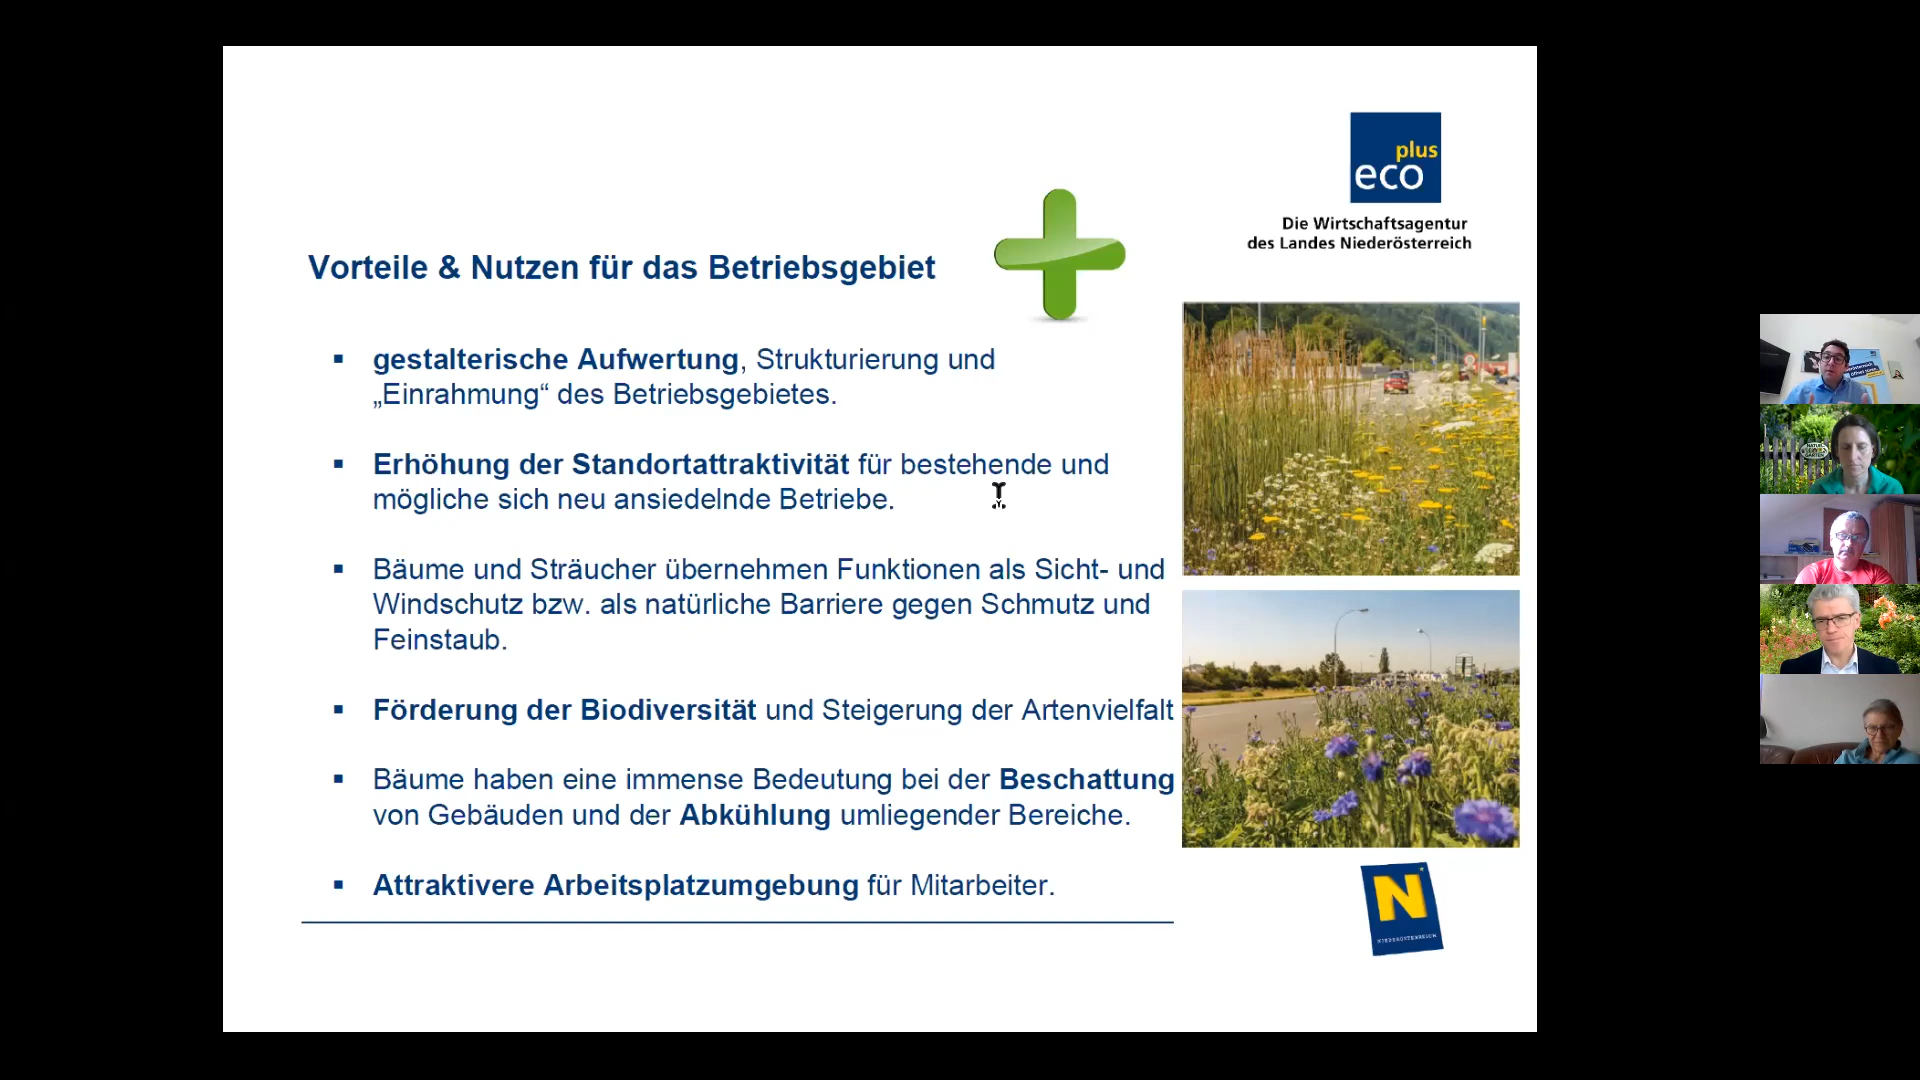 plus
eco
Die Wirtschaftsagentur
des Landes Niederösterreich
Vorteile & Nutzen für das Betriebsgebiet
▪ gestalterische Aufwertung, Strukturierung und
„Einrahmung“ des Betriebsgebietes.
▪ Erhöhung der Standortattraktivität für bestehende und
mögliche sich neu ansiedelnde Betriebe.
▪ Bäume und Sträucher übernehmen Funktionen als Sicht- und
Windschutz bzw. als natürliche Barriere gegen Schmutz und
Feinstaub.
▪ Förderung der Biodiversität und Steigerung der Artenvielfalt
▪ Bäume haben eine immense Bedeutung bei der Beschattung
von Gebäuden und der Abkühlung umliegender Bereiche.
▪ Attraktivere Arbeitsplatzumgebung für Mitarbeiter.
N
NIEDERÖSTERREICH